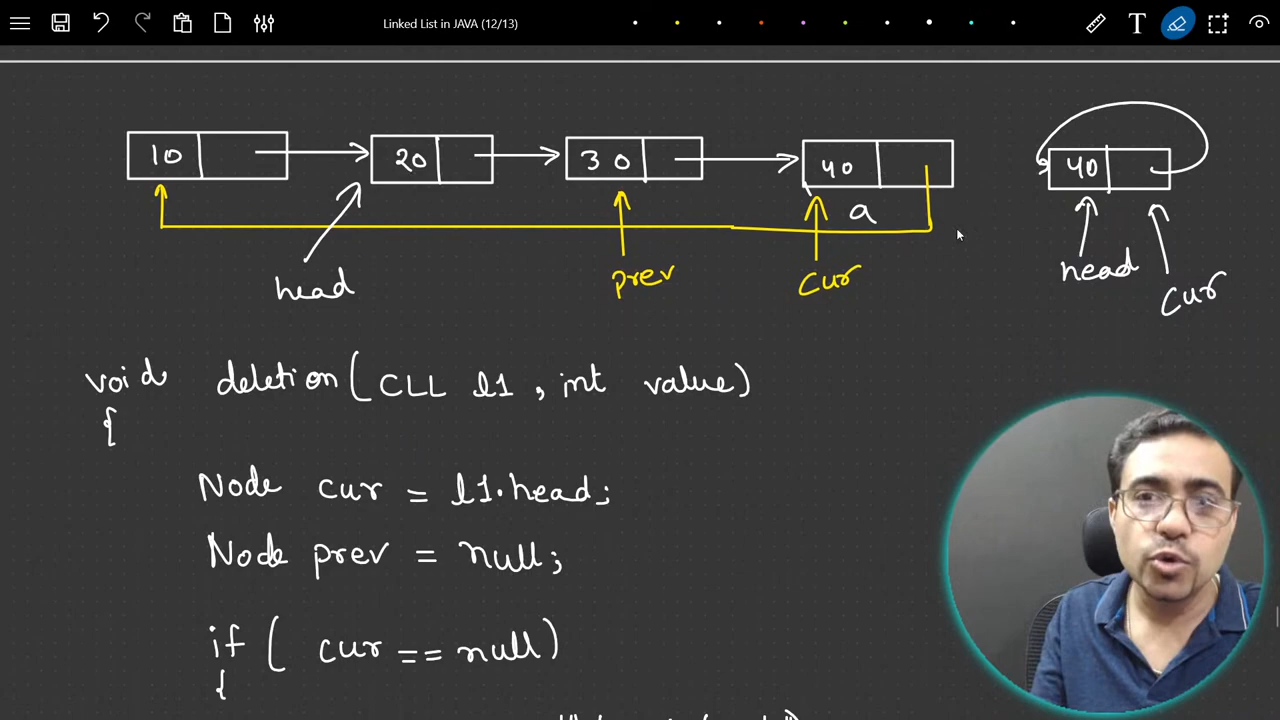 Linked List in JAVA (12/13)
T
10 20 30 40 40
a
head prev cur head cur
void deletion(CLL l1, int value)
{
Node cur = l1.head;
Node prev = null;
if ( cur == null)
{